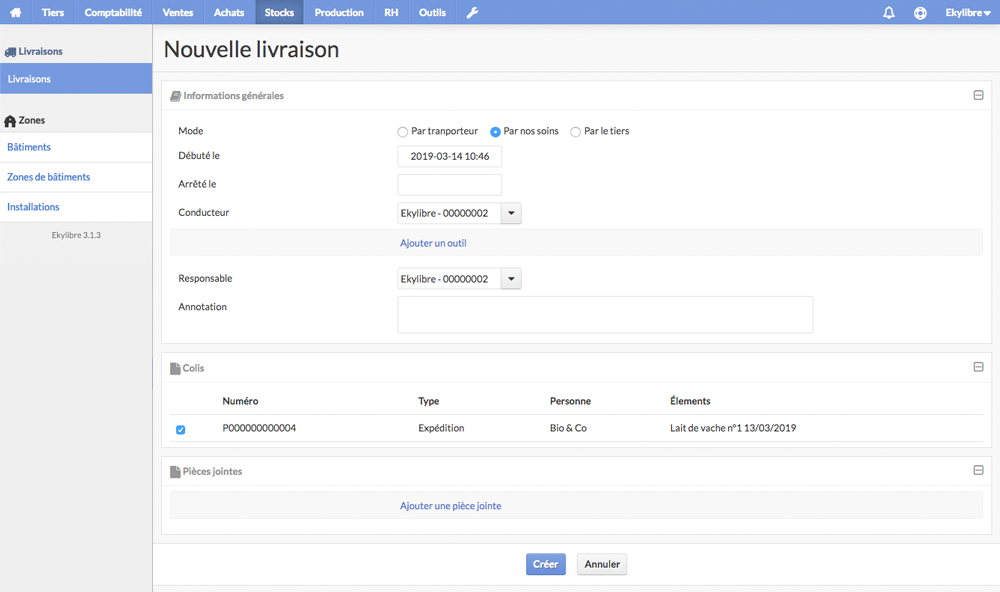 Tiers Comptabilité Ventes Achats Stocks Production RH Outils Ekylibre
Livraisons
Livraisons
Zones
Bâtiments
Zones de bâtiments
Installations
Ekylibre 3.1.3
Nouvelle livraison
Informations générales
Mode Par tranporteur Par nos soins Par le tiers
Débuté le 2019-03-14 10:46
Arrêté le
Conducteur Ekylibre - 00000002
Ajouter un outil
Responsable Ekylibre - 00000002
Annotation
Colis
Numéro Type Personne Élements
P000000000004 Expédition Bio & Co Lait de vache n°1 13/03/2019
Pièces jointes
Ajouter une pièce jointe
Créer Annuler